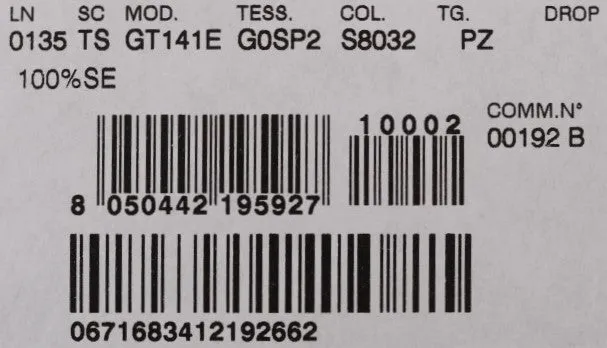 LN SC MOD. TESS. COL. TG. DROP
0135 TS GT141E G0SP2 S8032 PZ
100%SE
10002
COMM.N°
00192 B
8 050442 195927
0671683412192662